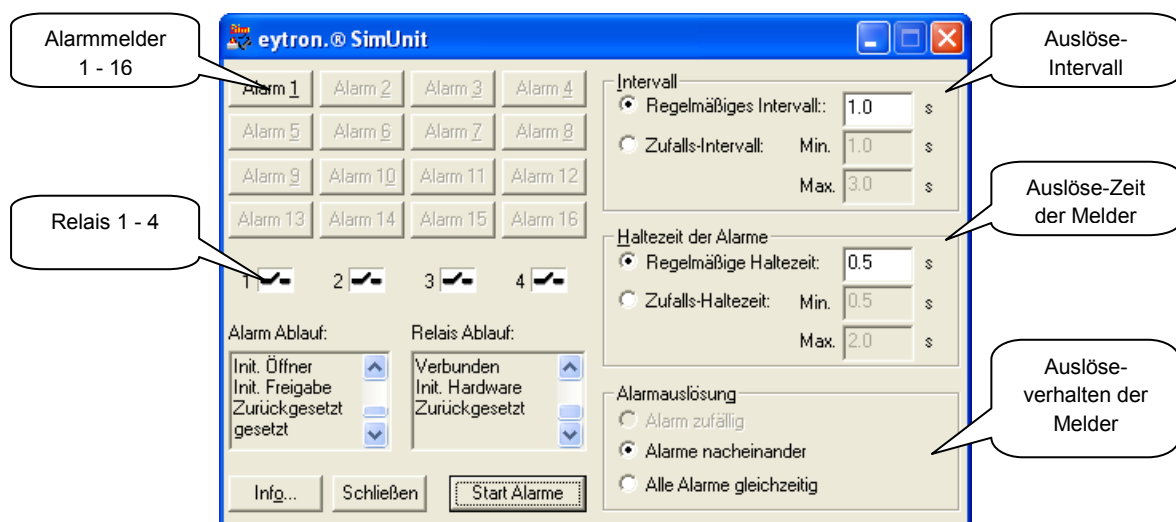 Alarmmelder
1 - 16
eytron.® SimUnit
Auslöse-
Intervall
Alarm 1 Alarm 2 Alarm 3 Alarm 4
Alarm 5 Alarm 6 Alarm 7 Alarm 8
Alarm 9 Alarm 10 Alarm 11 Alarm 12
Alarm 13 Alarm 14 Alarm 15 Alarm 16
Intervall
Regelmäßiges Intervall:: 1.0 s
Zufalls-Intervall: Min. 1.0 s
Max. 3.0 s
Relais 1 - 4
Auslöse-Zeit
der Melder
1 2 3 4
Haltezeit der Alarme
Regelmäßige Haltezeit: 0.5 s
Zufalls-Haltezeit: Min. 0.5 s
Max. 2.0 s
Alarm Ablauf:
Init. Öffner
Init. Freigabe
Zurückgesetzt
gesetzt
Relais Ablauf:
Verbunden
Init. Hardware
Zurückgesetzt
Alarmauslösung
Alarm zufällig
Alarme nacheinander
Alle Alarme gleichzeitig
Auslöse-
verhalten der
Melder
Info... Schließen Start Alarme